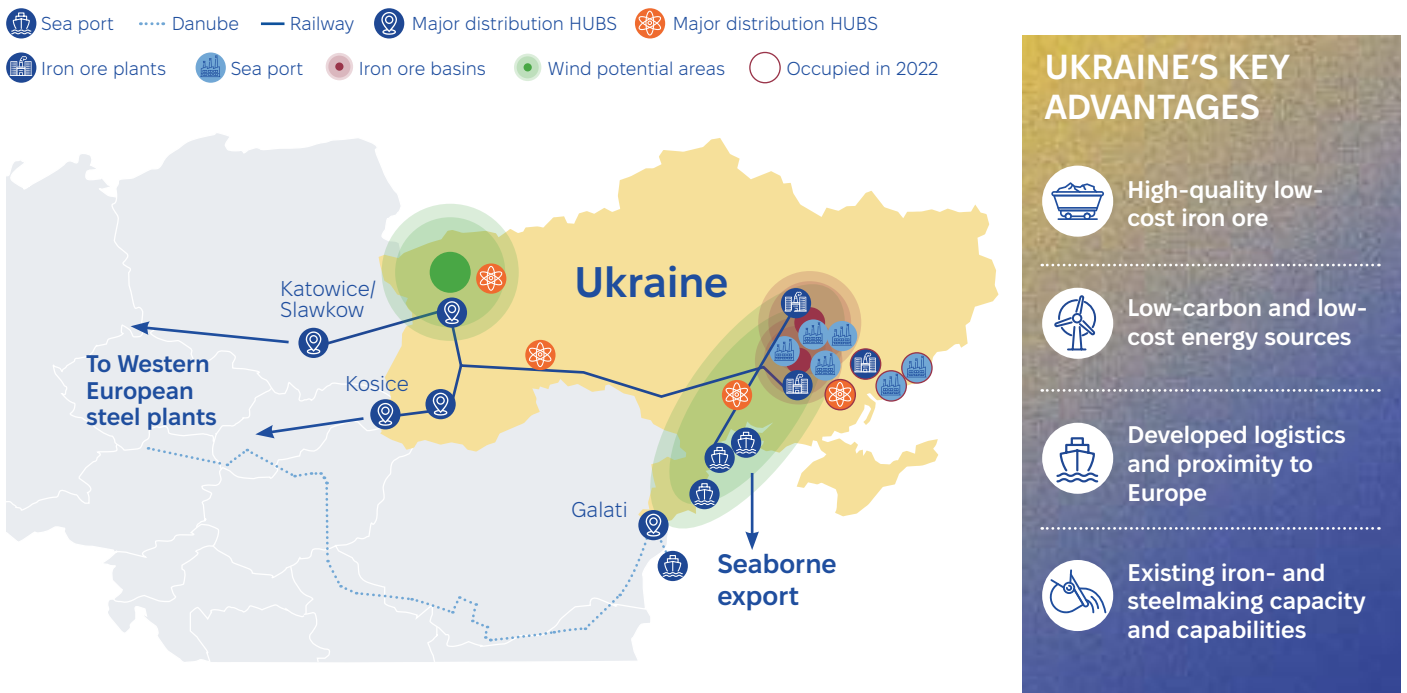 Sea port
Danube
Railway
Major distribution HUBS
Major distribution HUBS
Iron ore plants
Sea port
Iron ore basins
Wind potential areas
Occupied in 2022
Ukraine
Katowice/
Slawkow
To Western
European
steel plants
Kosice
Galati
Seaborne
export
UKRAINE'S KEY
ADVANTAGES
High-quality low-
cost iron ore
Low-carbon and low-
cost energy sources
Developed logistics
and proximity to
Europe
Existing iron- and
steelmaking capacity
and capabilities